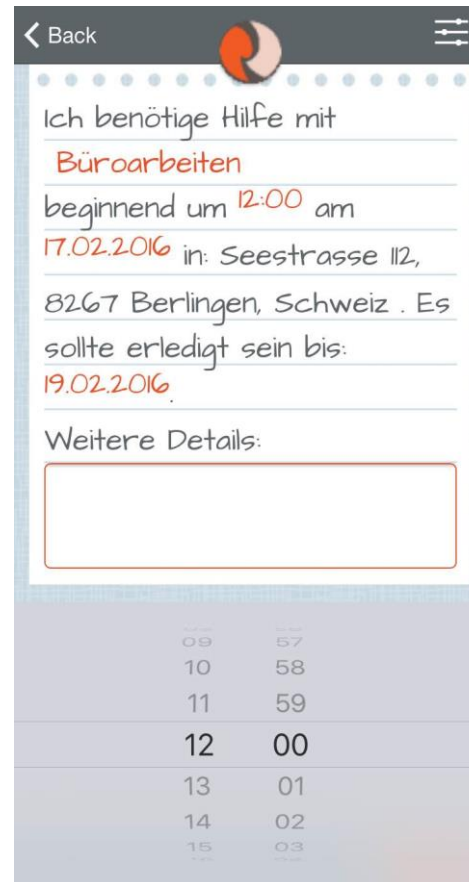 Back
Ich benötige Hilfe mit
Büroarbeiten
beginnend um 12:00 am
17.02.2016 in: Seestrasse 112,
8267 Berlingen, Schweiz . Es
sollte erledigt sein bis:
19.02.2016.
Weitere Details:
09 57
10 58
11 59
12 00
13 01
14 02
15 03